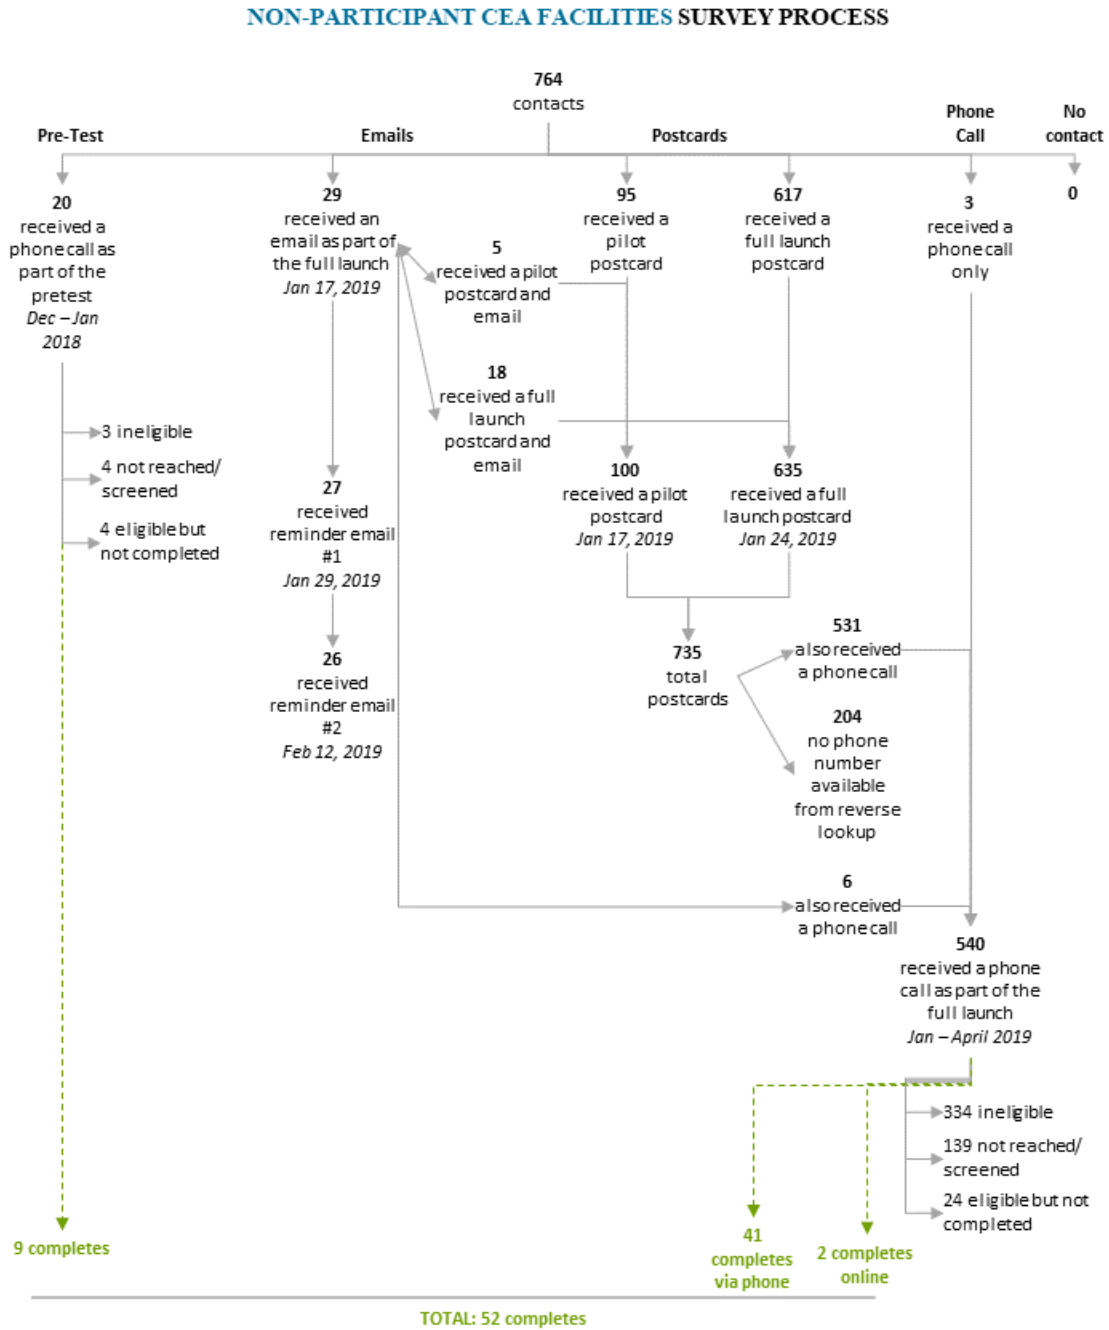 NON-PARTICIPANT CEA FACILITIES SURVEY PROCESS
764
contacts
Pre-Test
Emails
Postcards
Phone
Call
No
contact
20
received a
phone call as
part of the
pretest
Dec – Jan
2018
29
received an
email as part of
the full launch
Jan 17, 2019
95
received a
pilot
postcard
617
received a
full launch
postcard
3
received a
phone call
only
0
5
received a pilot
postcard and
email
18
received a full
launch
postcard and
email
3 ineligible
4 not reached/
screened
4 eligible but
not completed
27
received
reminder email
#1
Jan 29, 2019
100
received a pilot
postcard
Jan 17, 2019
635
received a full
launch postcard
Jan 24, 2019
26
received
reminder email
#2
Feb 12, 2019
735
total
postcards
531
also received
a phone call
204
no phone
number
available
from reverse
lookup
6
also received
a phone call
540
received a phone
call as part of the
full launch
Jan – April 2019
334 ineligible
139 not reached/
screened
24 eligible but not
completed
9 completes
41
completes
via phone
2 completes
online
TOTAL: 52 completes